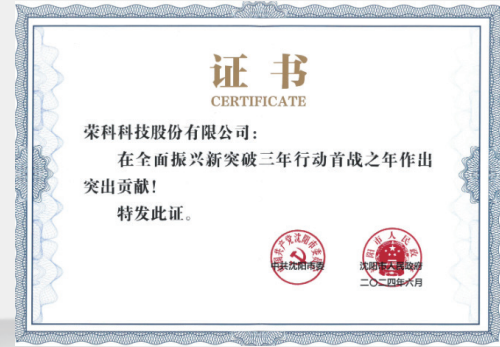 证书
CERTIFICATE
荣科科技股份有限公司：
在全面振兴新突破三年行动首战之年作出
突出贡献！
特发此证。
中共沈阳市委
沈阳市人民政府
二〇二四年六月